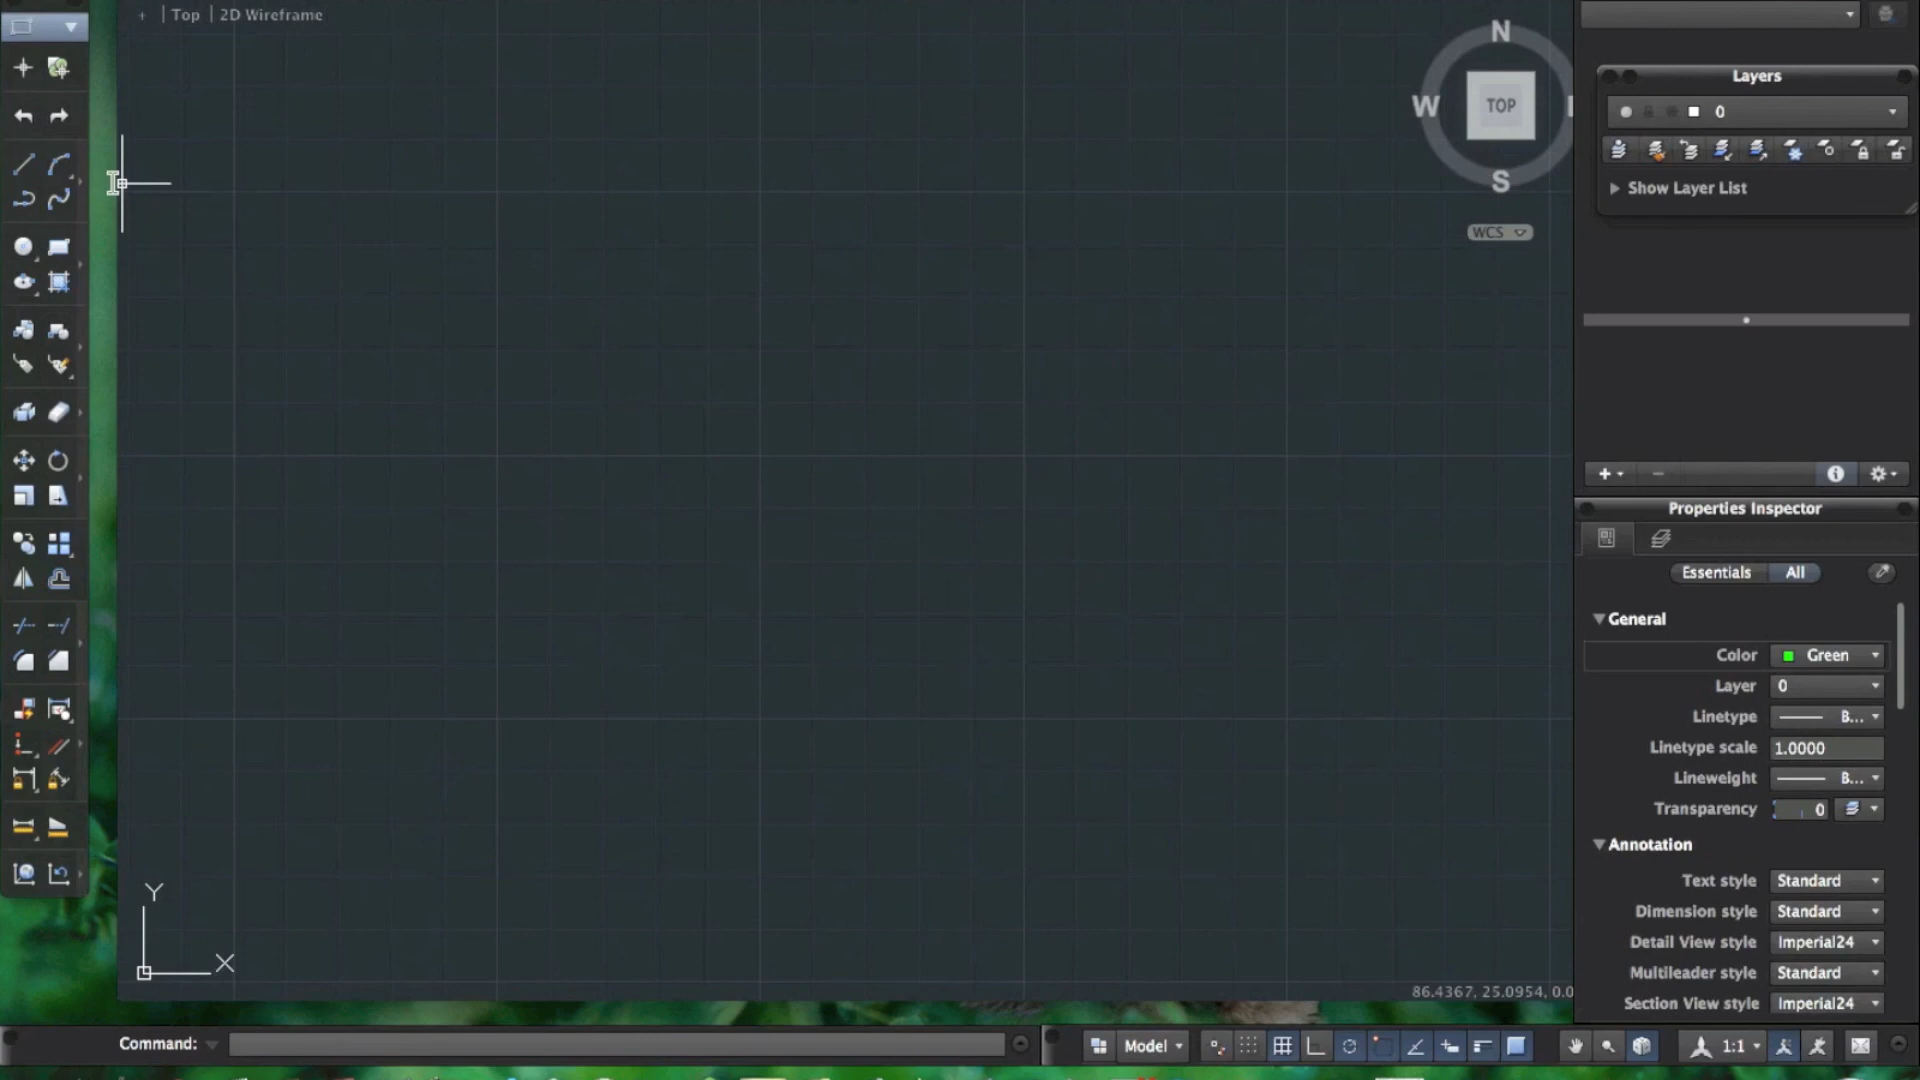 + | Top | 2D Wireframe
N
W
TOP
S
WCS
Layers
0
Show Layer List
Properties Inspector
Essentials
All
General
Color
Green
Layer
0
Linetype
B...
Linetype scale
1.0000
Lineweight
B...
Transparency
0
Annotation
Text style
Standard
Dimension style
Standard
Detail View style
Imperial24
Multileader style
Standard
Section View style
Imperial24
Y
X
86.4367, 25.0954, 0.0
Command:
Model
1:1